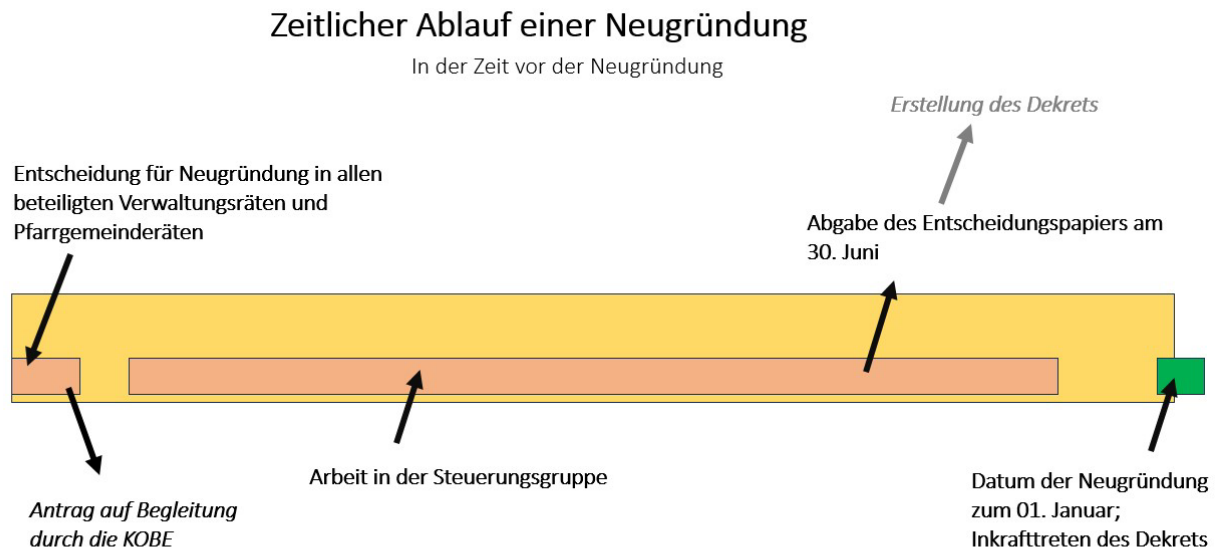 Zeitlicher Ablauf einer Neugründung
In der Zeit vor der Neugründung
Erstellung des Dekrets
Entscheidung für Neugründung in allen
beteiligten Verwaltungsräten und
Pfarrgemeinderäten
Abgabe des Entscheidungspapiers am
30. Juni
Arbeit in der Steuerungsgruppe
Antrag auf Begleitung
durch die KOBE
Datum der Neugründung
zum 01. Januar;
Inkrafttreten des Dekrets